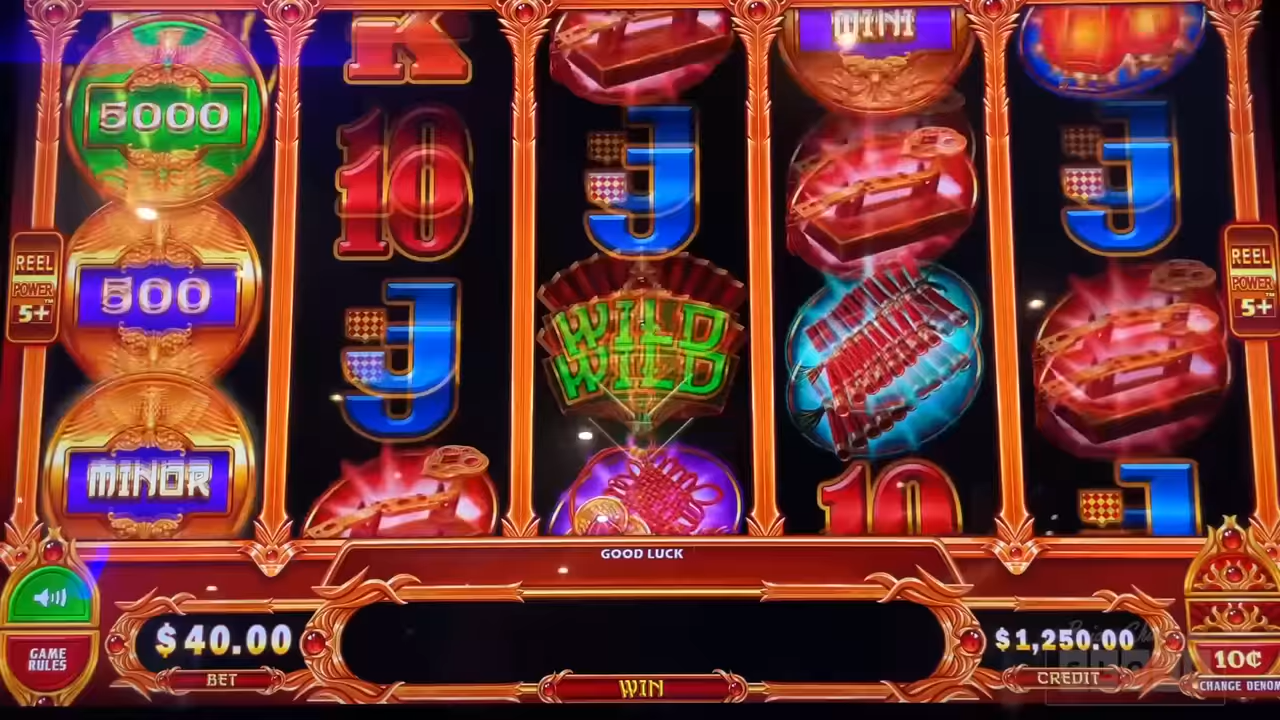 K
MINI
5000
10
J
J
REEL
POWER
5+
REEL
POWER
5+
500
J
WILD
WILD
MINOR
10
J
GOOD LUCK
GAME
RULES
$40.00
BET
WIN
$1,250.00
CREDIT
10¢
CHANGE DENOM